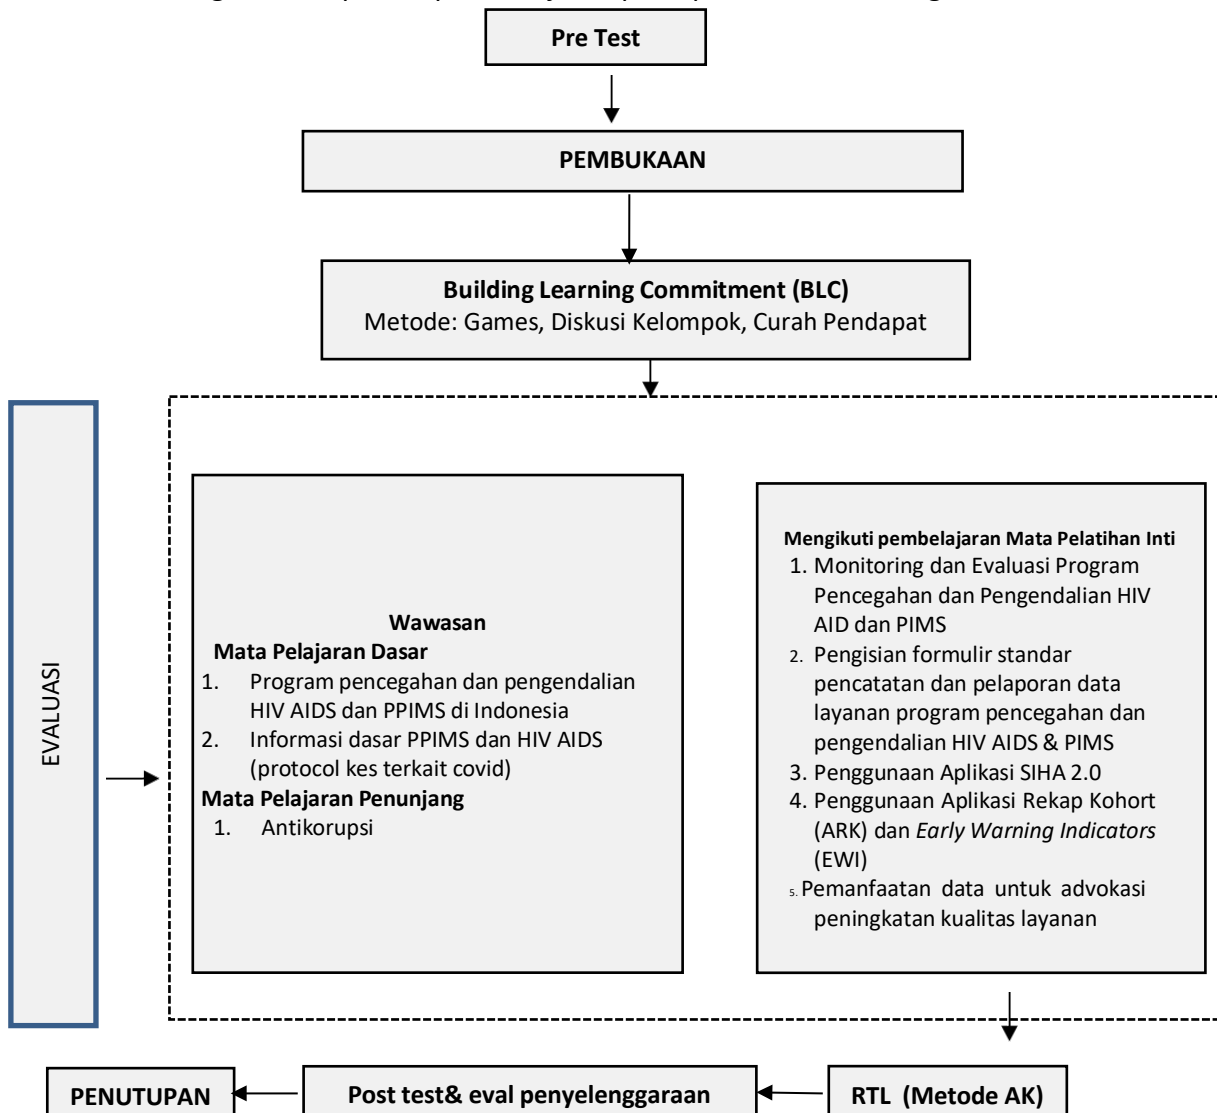 Pre Test
PEMBUKAAN
Building Learning Commitment (BLC)
Metode: Games, Diskusi Kelompok, Curah Pendapat
EVALUASI
Wawasan
Mata Pelajaran Dasar
1. Program pencegahan dan pengendalian
HIV AIDS dan PPIMS di Indonesia
2. Informasi dasar PPIMS dan HIV AIDS
(protocol kes terkait covid)
Mata Pelajaran Penunjang
1. Antikorupsi
Mengikuti pembelajaran Mata Pelatihan Inti
1. Monitoring dan Evaluasi Program
Pencegahan dan Pengendalian HIV
AID dan PIMS
2. Pengisian formulir standar
pencatatan dan pelaporan data
layanan program pencegahan dan
pengendalian HIV AIDS & PIMS
3. Penggunaan Aplikasi SIHA 2.0
4. Penggunaan Aplikasi Rekap Kohort
(ARK) dan Early Warning Indicators
(EWI)
5. Pemanfaatan data untuk advokasi
peningkatan kualitas layanan
PENUTUPAN
Post test& eval penyelenggaraan
RTL (Metode AK)